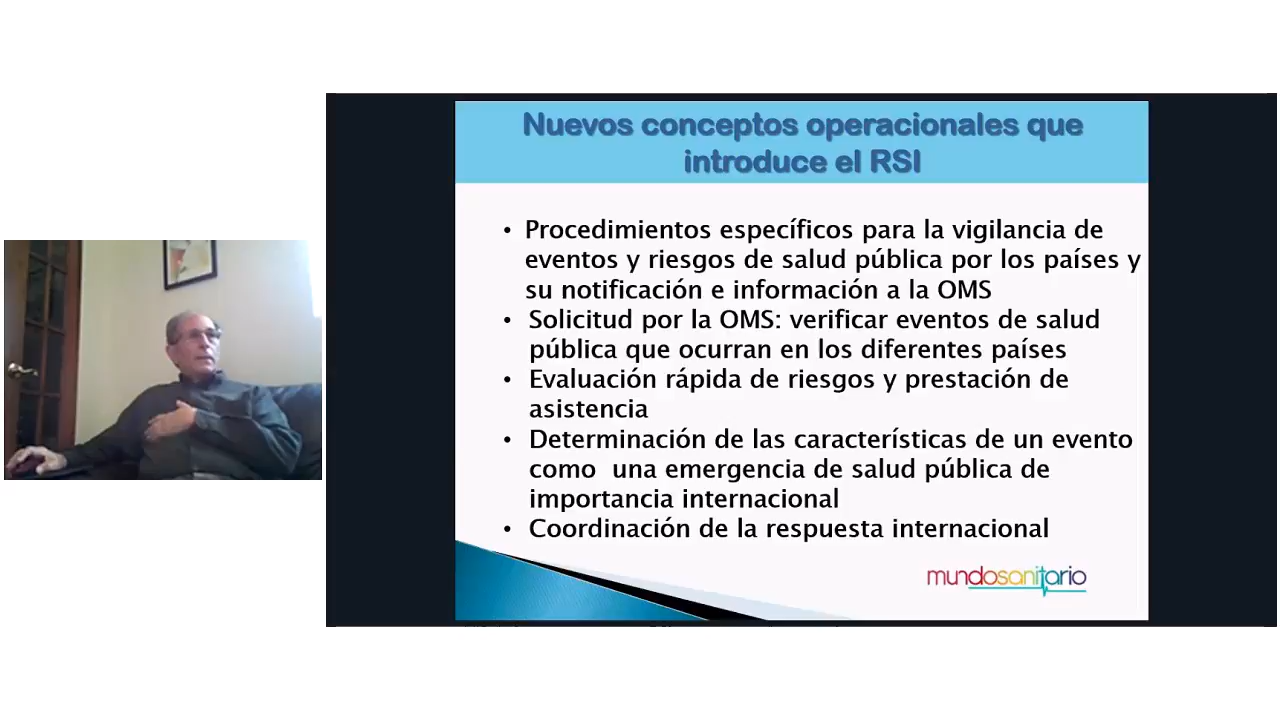 Nuevos conceptos operacionales que
introduce el RSI
• Procedimientos específicos para la vigilancia de
eventos y riesgos de salud pública por los países y
su notificación e información a la OMS
• Solicitud por la OMS: verificar eventos de salud
pública que ocurran en los diferentes países
• Evaluación rápida de riesgos y prestación de
asistencia
• Determinación de las características de un evento
como una emergencia de salud pública de
importancia internacional
• Coordinación de la respuesta internacional
mundosanitario